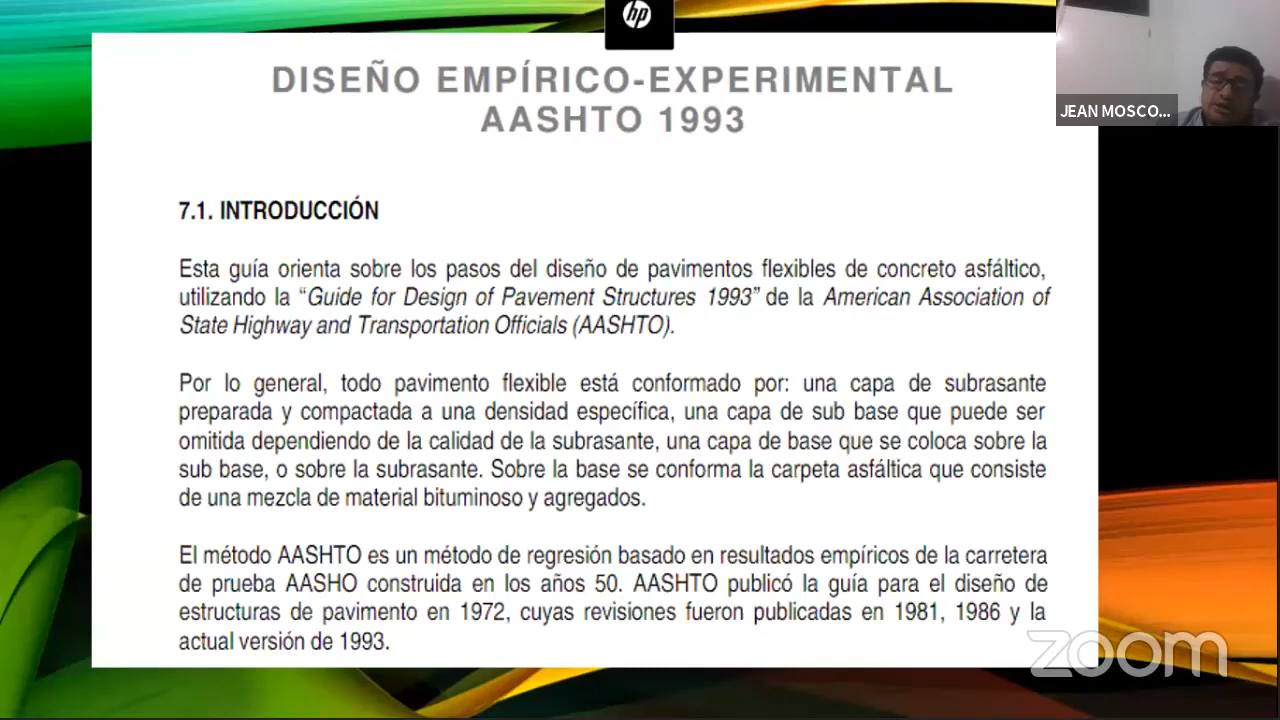 hp
DISEÑO EMPÍRICO-EXPERIMENTAL
AASHTO 1993
JEAN MOSCO...
7.1. INTRODUCCIÓN
Esta guía orienta sobre los pasos del diseño de pavimentos flexibles de concreto asfáltico,
utilizando la “Guide for Design of Pavement Structures 1993” de la American Association of
State Highway and Transportation Officials (AASHTO).
Por lo general, todo pavimento flexible está conformado por: una capa de subrasante
preparada y compactada a una densidad específica, una capa de sub base que puede ser
omitida dependiendo de la calidad de la subrasante, una capa de base que se coloca sobre la
sub base, o sobre la subrasante. Sobre la base se conforma la carpeta asfáltica que consiste
de una mezcla de material bituminoso y agregados.
El método AASHTO es un método de regresión basado en resultados empíricos de la carretera
de prueba AASHO construida en los años 50. AASHTO publicó la guía para el diseño de
estructuras de pavimento en 1972, cuyas revisiones fueron publicadas en 1981, 1986 y la
actual versión de 1993.
zoom